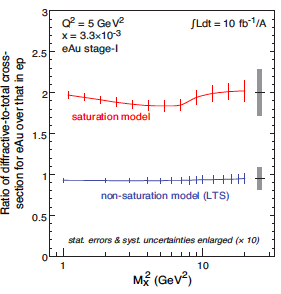 3
2.5
2
1.5
1
0.5
0
Q² = 5 GeV²
x = 3.3×10⁻³
eAu stage-I
∫Ldt = 10 fb⁻¹/A
saturation model
non-saturation model (LTS)
stat. errors & syst. uncertainties enlarged (× 10)
1
10
Mₓ² (GeV²)
Ratio of diffractive-to-total cross-
section for eAu over that in ep